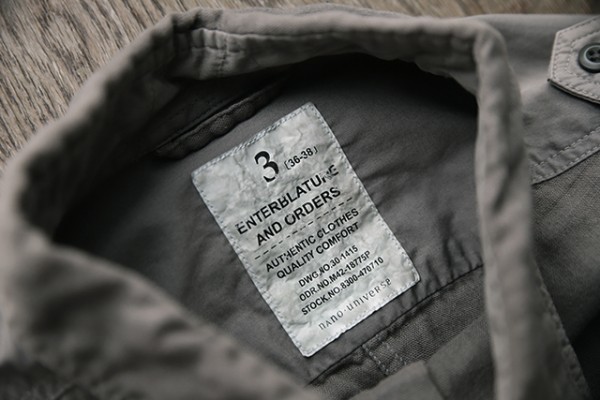 3 [36-38]
ENTERBLATURE
AND ORDERS
AUTHENTIC CLOTHES
QUALITY COMFORT
DWG.NO.30-1415
ODR.NO.M42-18775P
STOCK.NO.8300-470710
nano·universe